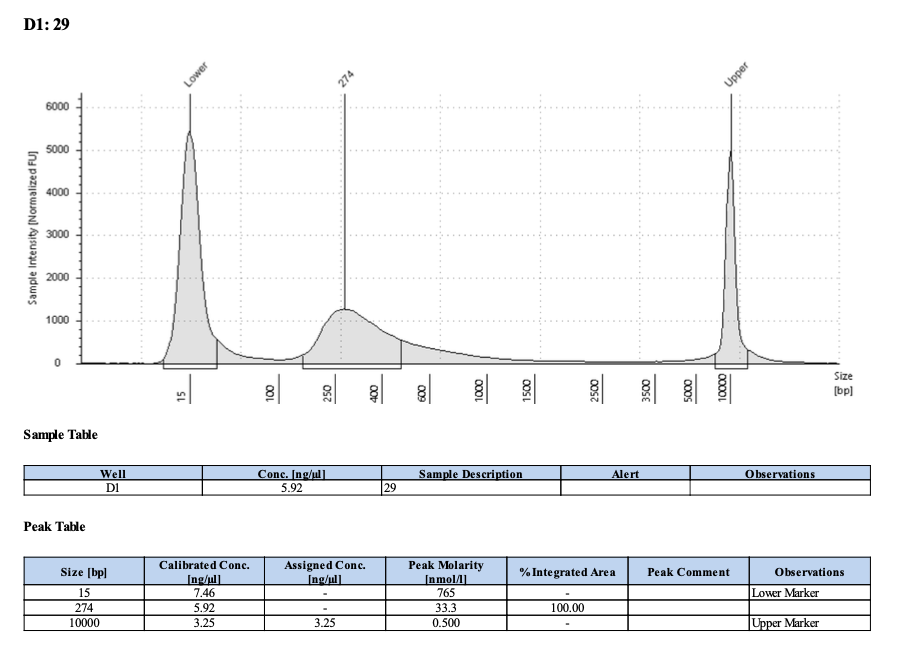 D1: 29
Lower
274
Upper
Sample Intensity [Normalized FU]
6000
5000
4000
3000
2000
1000
0
15 100 250 400 600 1000 1500 2500 3500 5000 10000
Size
[bp]
Sample Table
Well Conc. [ng/µl] Sample Description Alert Observations
D1 5.92 29
Peak Table
Size [bp] Calibrated Conc. [ng/µl] Assigned Conc. [ng/µl] Peak Molarity [nmol/l] % Integrated Area Peak Comment Observations
15 7.46 - 765 - Lower Marker
274 5.92 - 33.3 100.00
10000 3.25 3.25 0.500 - Upper Marker